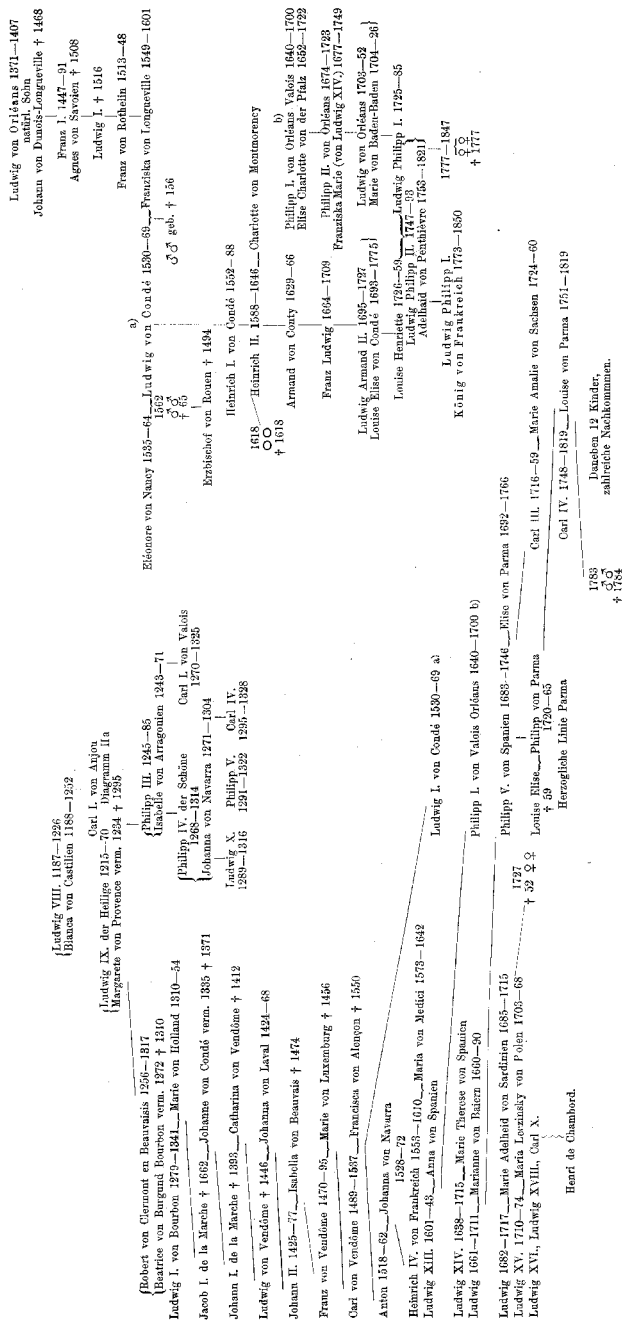 Ludwig von Orléans 1371—1407
natürl. Sohn
Johann von Dunois-Longueville † 1468
Franz I. 1447—91
Agnes von Savoien † 1508
Ludwig I. † 1516
Franz von Rothelin 1513—48
Eléonore von Nancy 1535—64 Ludwig von Condé 1530—69 Franziska von Longneville 1549—1601
a)
1562
♂♂
† 65
♂♂ geb. † 156
Erzbischof von Rouen † 1494
Heinrich I. von Condé 1552—88
1618
† 1618
Heinrich II. 1588—1646 Charlotte von Montmorency
b)
Armand von Conty 1629—66
Philipp I. von Orléans Valois 1640—1700
Elise Charlotte von der Pfalz 1652—1722
Franz Ludwig 1664—1709
Philipp II. von Orléans 1674—1723
Franziska Marie (von Ludwig XIV.) 1677—1749
Ludwig Armand II. 1695—1727
Louise Elise von Condé 1693—1775
Ludwig von Orléans 1703—52
Marie von Baden-Baden 1704—26
Louise Henriette 1726—59 Ludwig Philipp I. 1725—85
Ludwig Philipp II. 1747—93
Adelhaid von Penthièvre 1753—1821
Ludwig Philipp I.
König von Frankreich 1773—1850
1777—1847
♀♀
† 1777
Ludwig VIII. 1187—1226
Bianca von Castilien 1188—1252
Carl I. von Anjou
Ludwig IX. der Heilige 1215—70 Diagramm IIa
Margarete von Provence verm. 1234 † 1295
Philipp III. 1245—85
Isabelle von Arragonien 1243—71
Philipp IV. der Schöne
1268—1314
Johanna von Navarra 1271—1304
Carl I. von Valois
1270—1325
Ludwig X.
1289—1316
Philipp V.
1291—1322
Carl IV.
1295—1328
Robert von Clermont en Beauvaisis 1256—1317
Beatrice von Burgund Bourbon verm. 1272 † 1310
Ludwig I. von Bourbon 1279—1341 Marie von Holland 1310—54
Jacob I. de la Marche † 1662 Johanne von Condé verm. 1335 † 1371
Johann I. de la Marche † 1393 Catharina von Vendôme † 1412
Ludwig von Vendôme † 1446 Johanna von Laval 1424—68
Johann II. 1425—77 Isabella von Beauvais † 1474
Franz von Vendôme 1470—95 Marie von Luxemburg † 1456
Carl von Vendôme 1489—1537 Francisca von Alençon † 1550
Anton 1518—62 Johanna von Navarra
1528—72
Ludwig I. von Condé 1530—69 a)
Heinrich IV. von Frankreich 1553—1610 Maria von Medici 1573—1642
Ludwig XIII. 1601—43 Anna von Spanien
Ludwig XIV. 1638—1715 Marie Therese von Spanien
Ludwig 1661—1711 Marianne von Baiern 1660—90
Philipp I. von Valois Orléans 1640—1700 b)
Ludwig 1682—1717 Marie Adelheid von Sardinien 1685—1715
Ludwig XV. 1710—74 Maria Leszinsky von Polen 1703—68
Ludwig XVI., Ludwig XVIII., Carl X.
1727
† 52 ♀♀
Henri de Chambord.
Philipp V. von Spanien 1683—1746 Elise von Parma 1692—1766
Louise Elise Philipp von Parma
† 59
1720—65
Herzogliche Linie Parma
Carl III. 1716—59 Marie Amalie von Sachsen 1724—60
Carl IV. 1748—1819 Louise von Parma 1751—1819
1783
♂♂
† 1784
Daneben 12 Kinder,
zahlreiche Nachkommen.